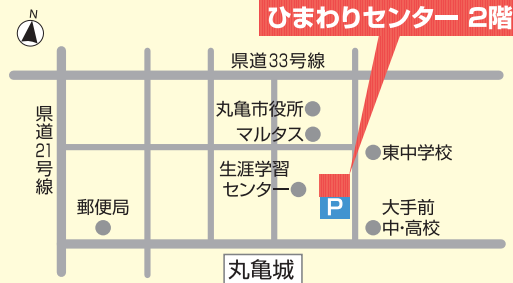 N
ひまわりセンター 2階
県道33号線
丸亀市役所
マルタス
県道21号線
東中学校
生涯学習
センター
P
郵便局
大手前
中・高校
丸亀城